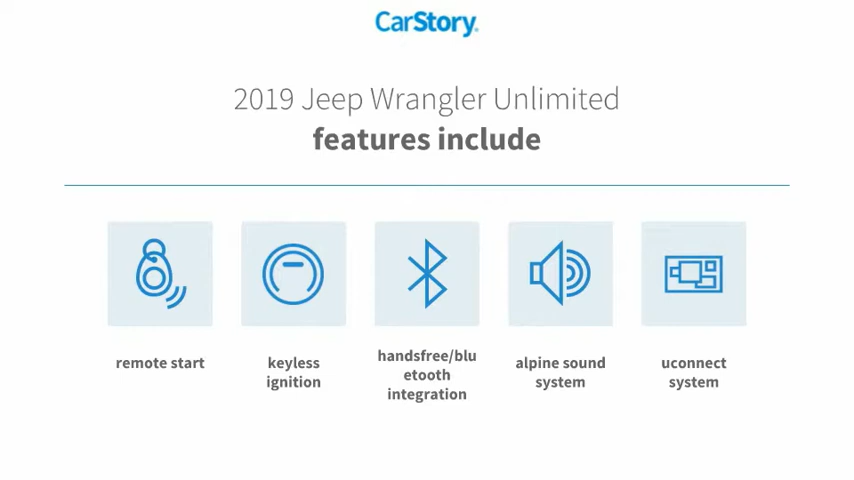 CarStory.
2019 Jeep Wrangler Unlimited
features include
remote start
keyless
ignition
handsfree/blu
etooth
integration
alpine sound
system
uconnect
system